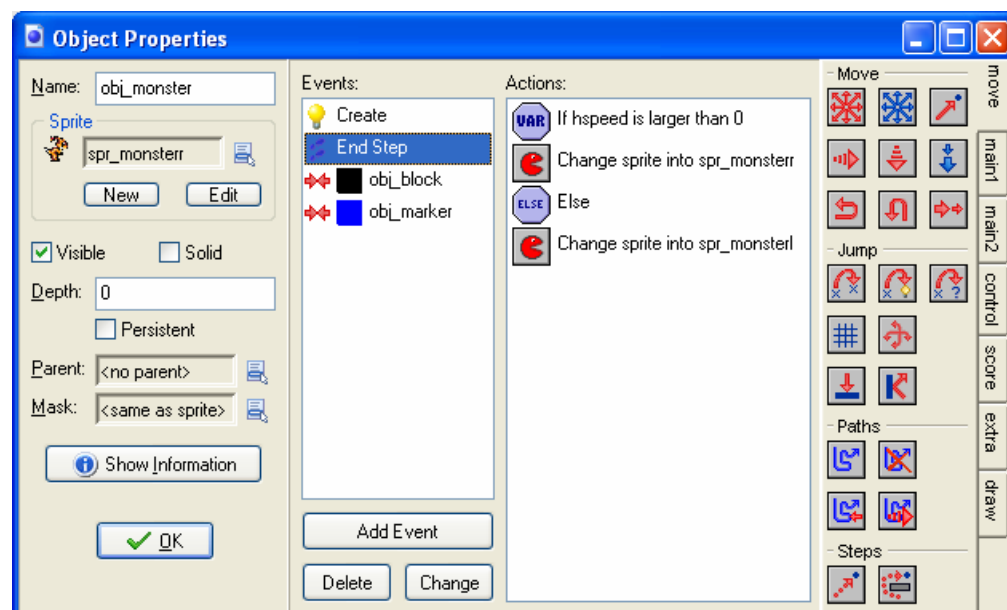 Object Properties
Name: obj_monster
Sprite
spr_monsterr
New Edit
Visible Solid
Depth: 0
Persistent
Parent: <no parent>
Mask: <same as sprite>
Show Information
OK
Events:
Create
End Step
obj_block
obj_marker
Add Event
Delete Change
Actions:
VAR If hspeed is larger than 0
Change sprite into spr_monsterr
ELSE Else
Change sprite into spr_monsterl
Move
Jump
Paths
Steps
move
main1
main2
control
score
extra
draw